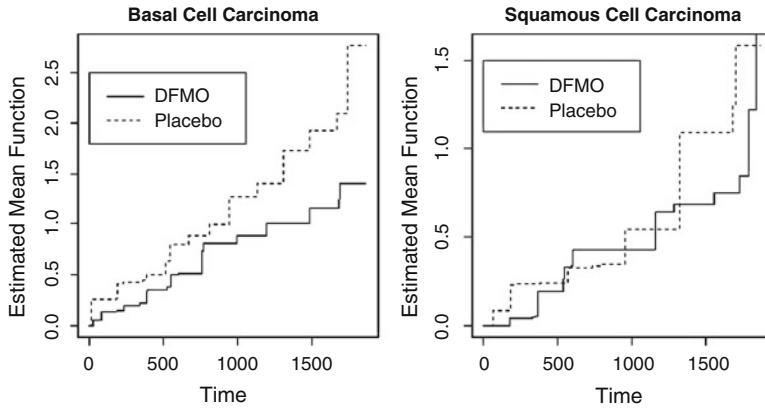 Basal Cell Carcinoma
Estimated Mean Function
0.0 0.5 1.0 1.5 2.0 2.5
DFMO
Placebo
0 500 1000 1500
Time
Squamous Cell Carcinoma
Estimated Mean Function
0.0 0.5 1.0 1.5
DFMO
Placebo
0 500 1000 1500
Time